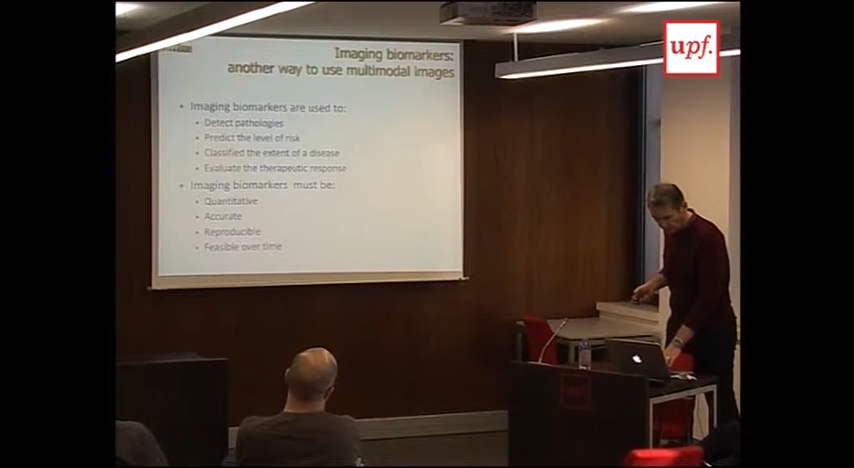 Imaging biomarkers:
another way to use multimodal images
• Imaging biomarkers are used to:
• Detect pathologies
• Predict the level of risk
• Classified the extent of a disease
• Evaluate the therapeutic response
• Imaging biomarkers must be:
• Quantitative
• Accurate
• Reproducible
• Feasible over time
upf.